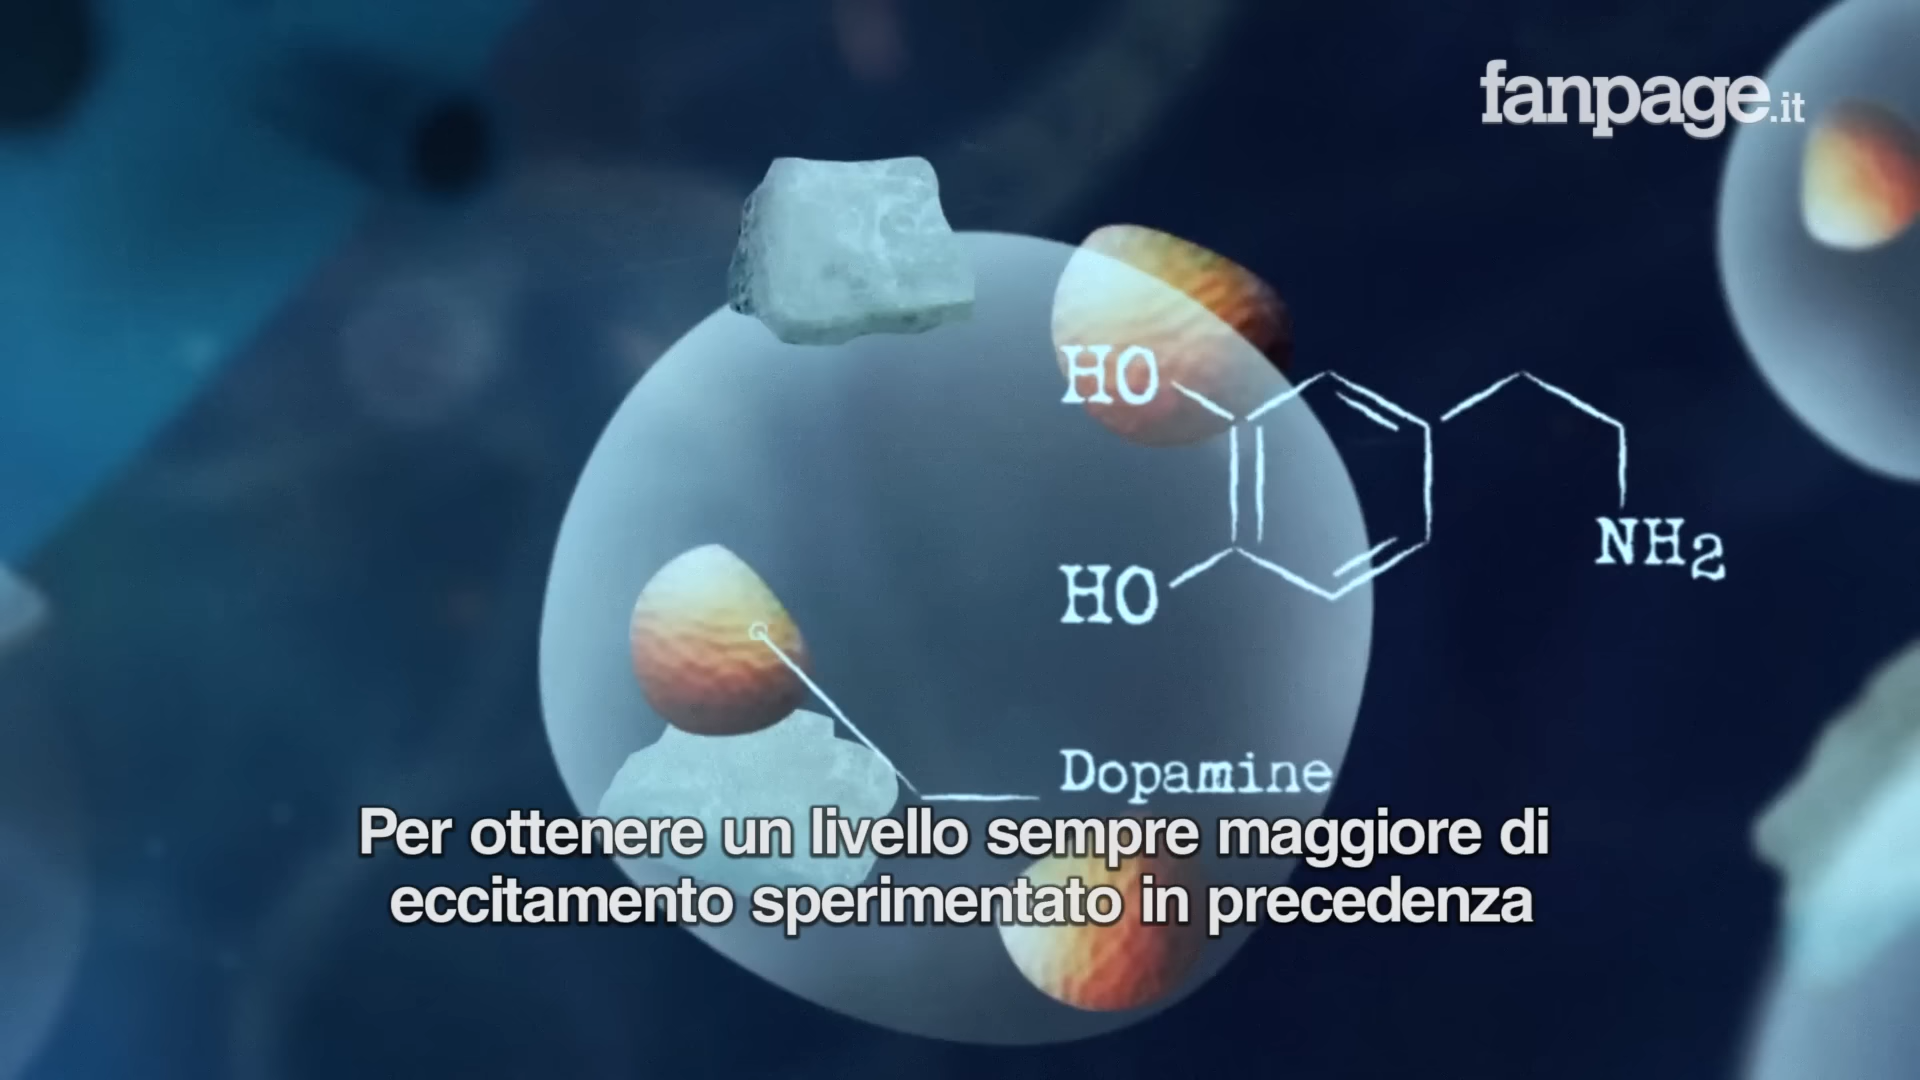 fanpage.it
HO
HO
NH2
Dopamine
Per ottenere un livello sempre maggiore di
eccitamento sperimentato in precedenza